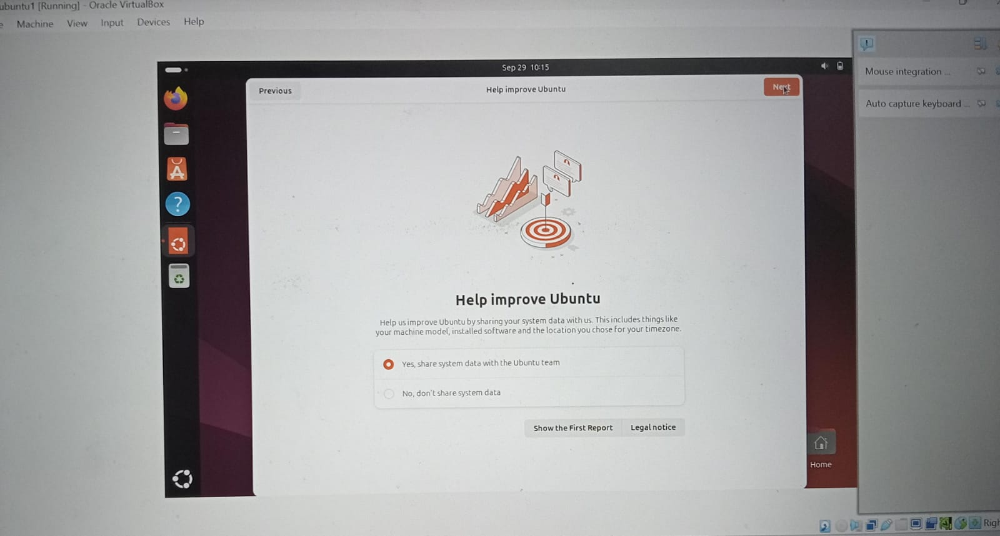 ubuntu1 [Running] - Oracle VirtualBox
Machine View Input Devices Help
Sep 29 10:15
Previous
Help improve Ubuntu
Next
Mouse integration ...
Auto capture keyboard ...
Help improve Ubuntu
Help us improve Ubuntu by sharing your system data with us. This includes things like
your machine model, installed software and the location you chose for your timezone.
Yes, share system data with the Ubuntu team
No, don't share system data
Show the First Report
Legal notice
Home